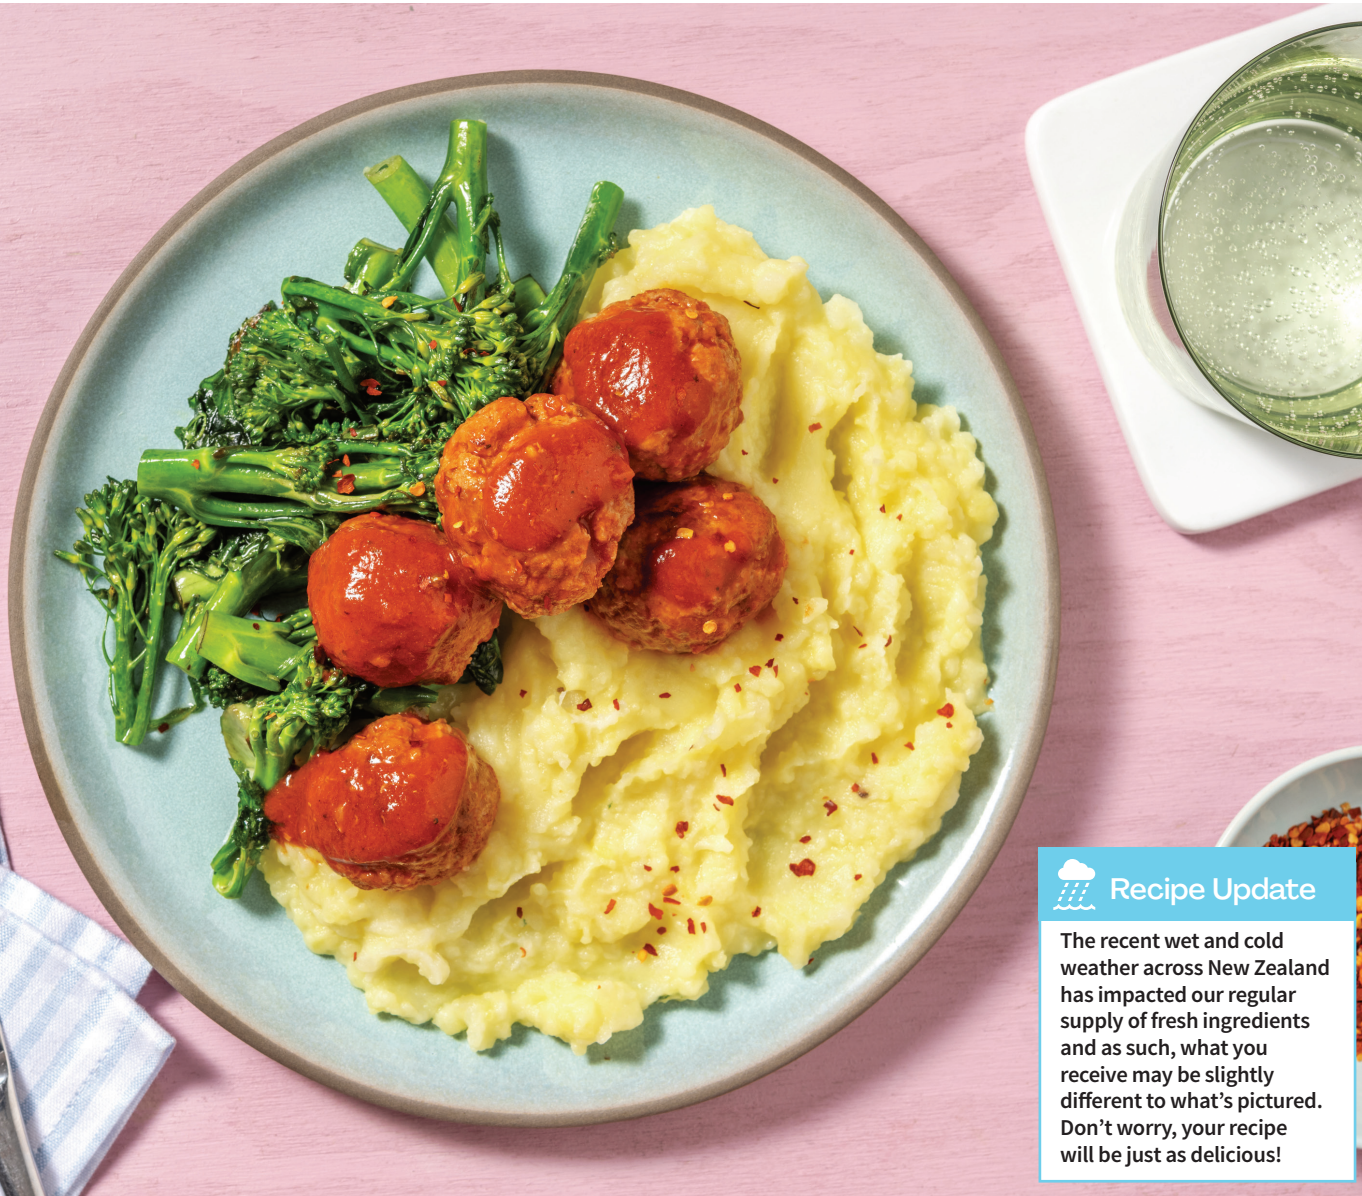 Recipe Update
The recent wet and cold
weather across New Zealand
has impacted our regular
supply of fresh ingredients
and as such, what you
receive may be slightly
different to what’s pictured.
Don’t worry, your recipe
will be just as delicious!